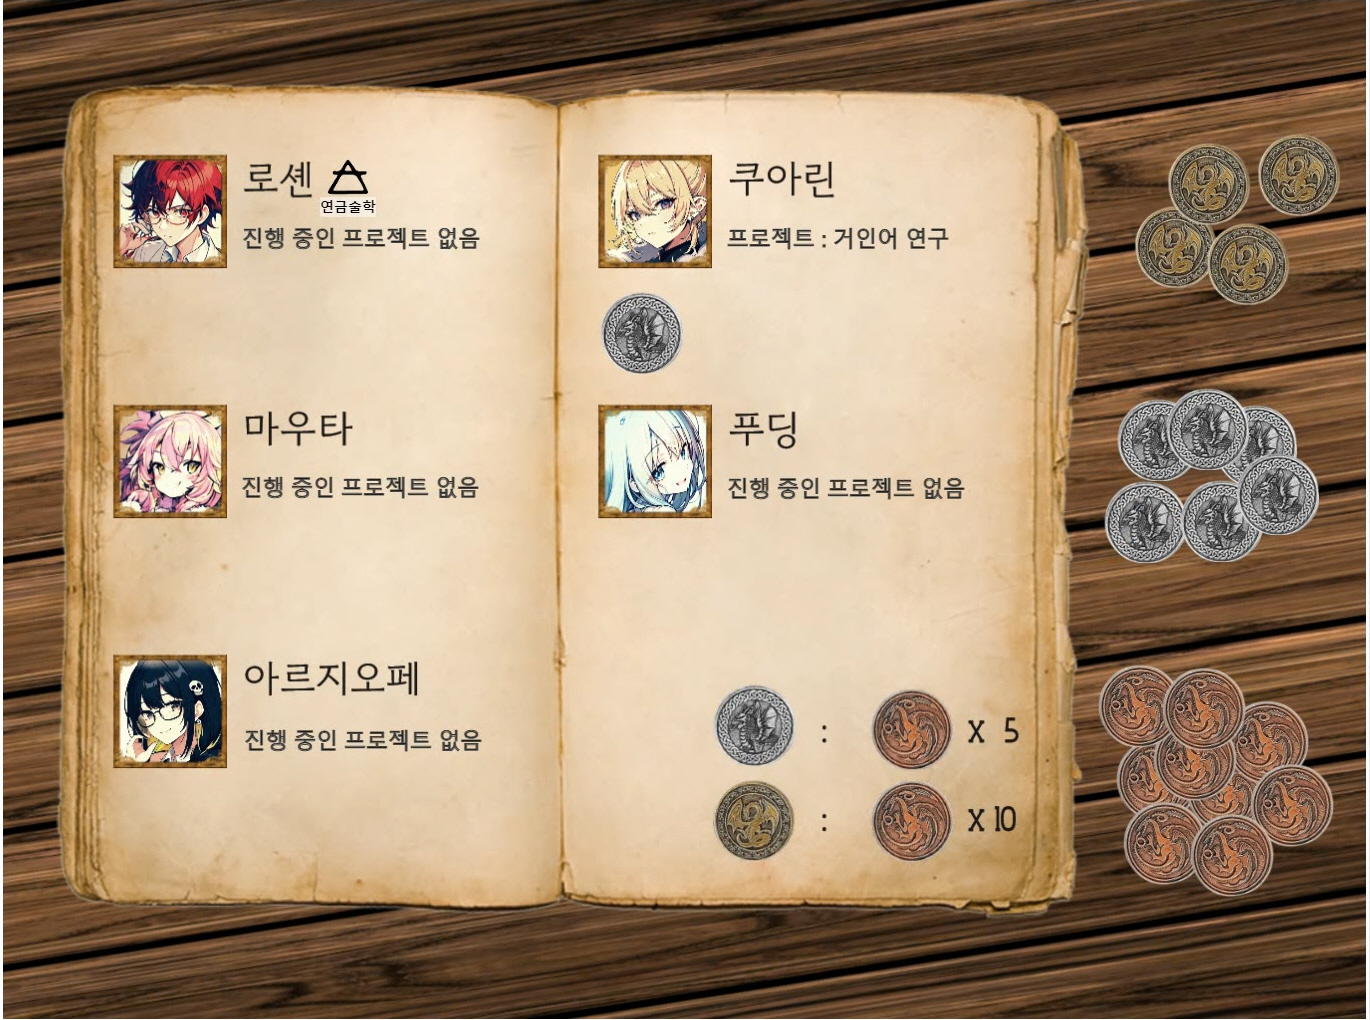 로센
연금술학
진행 중인 프로젝트 없음
마우타
진행 중인 프로젝트 없음
아르지오페
진행 중인 프로젝트 없음
쿠아린
프로젝트 : 거인어 연구
푸딩
진행 중인 프로젝트 없음
: X 5
: X 10